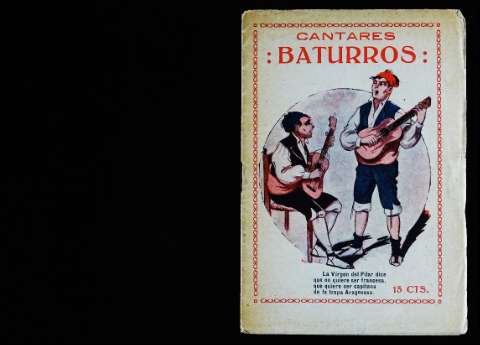 CANTARES
: BATURROS :
La Virgen del Pilar dice
que no quiere ser francesa,
que quiere ser capitana
de la tropa Aragonesa.
15 CTS.